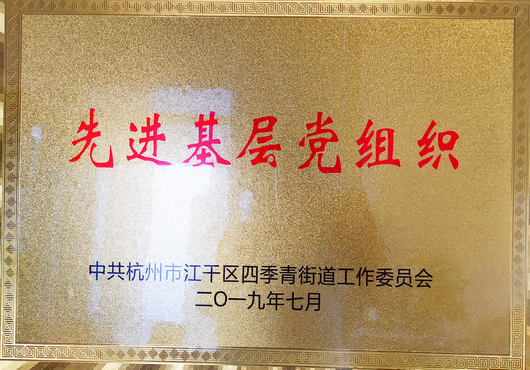 先进基层党组织
中共杭州市江干区四季青街道工作委员会
二〇一九年七月